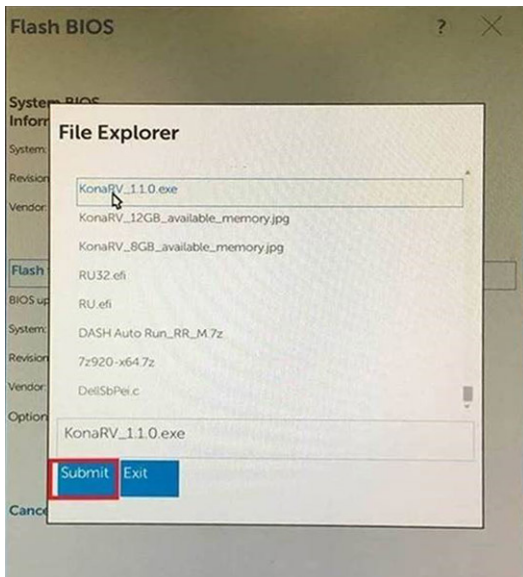 Flash BIOS ?
System BIOS
Inform
File Explorer
System:
Revision
KonaRV_1.1.0.exe
Vendor:
KonaRV_12GB_available_memory.jpg
KonaRV_8GB_available_memory.jpg
Flash
RU32.efi
BIOS up
RU.efi
System:
DASH Auto Run_RR_M.7z
Revision
7z920-x64.7z
Vendor:
DellSbPei.c
Option
KonaRV_1.1.0.exe
Submit Exit
Cance